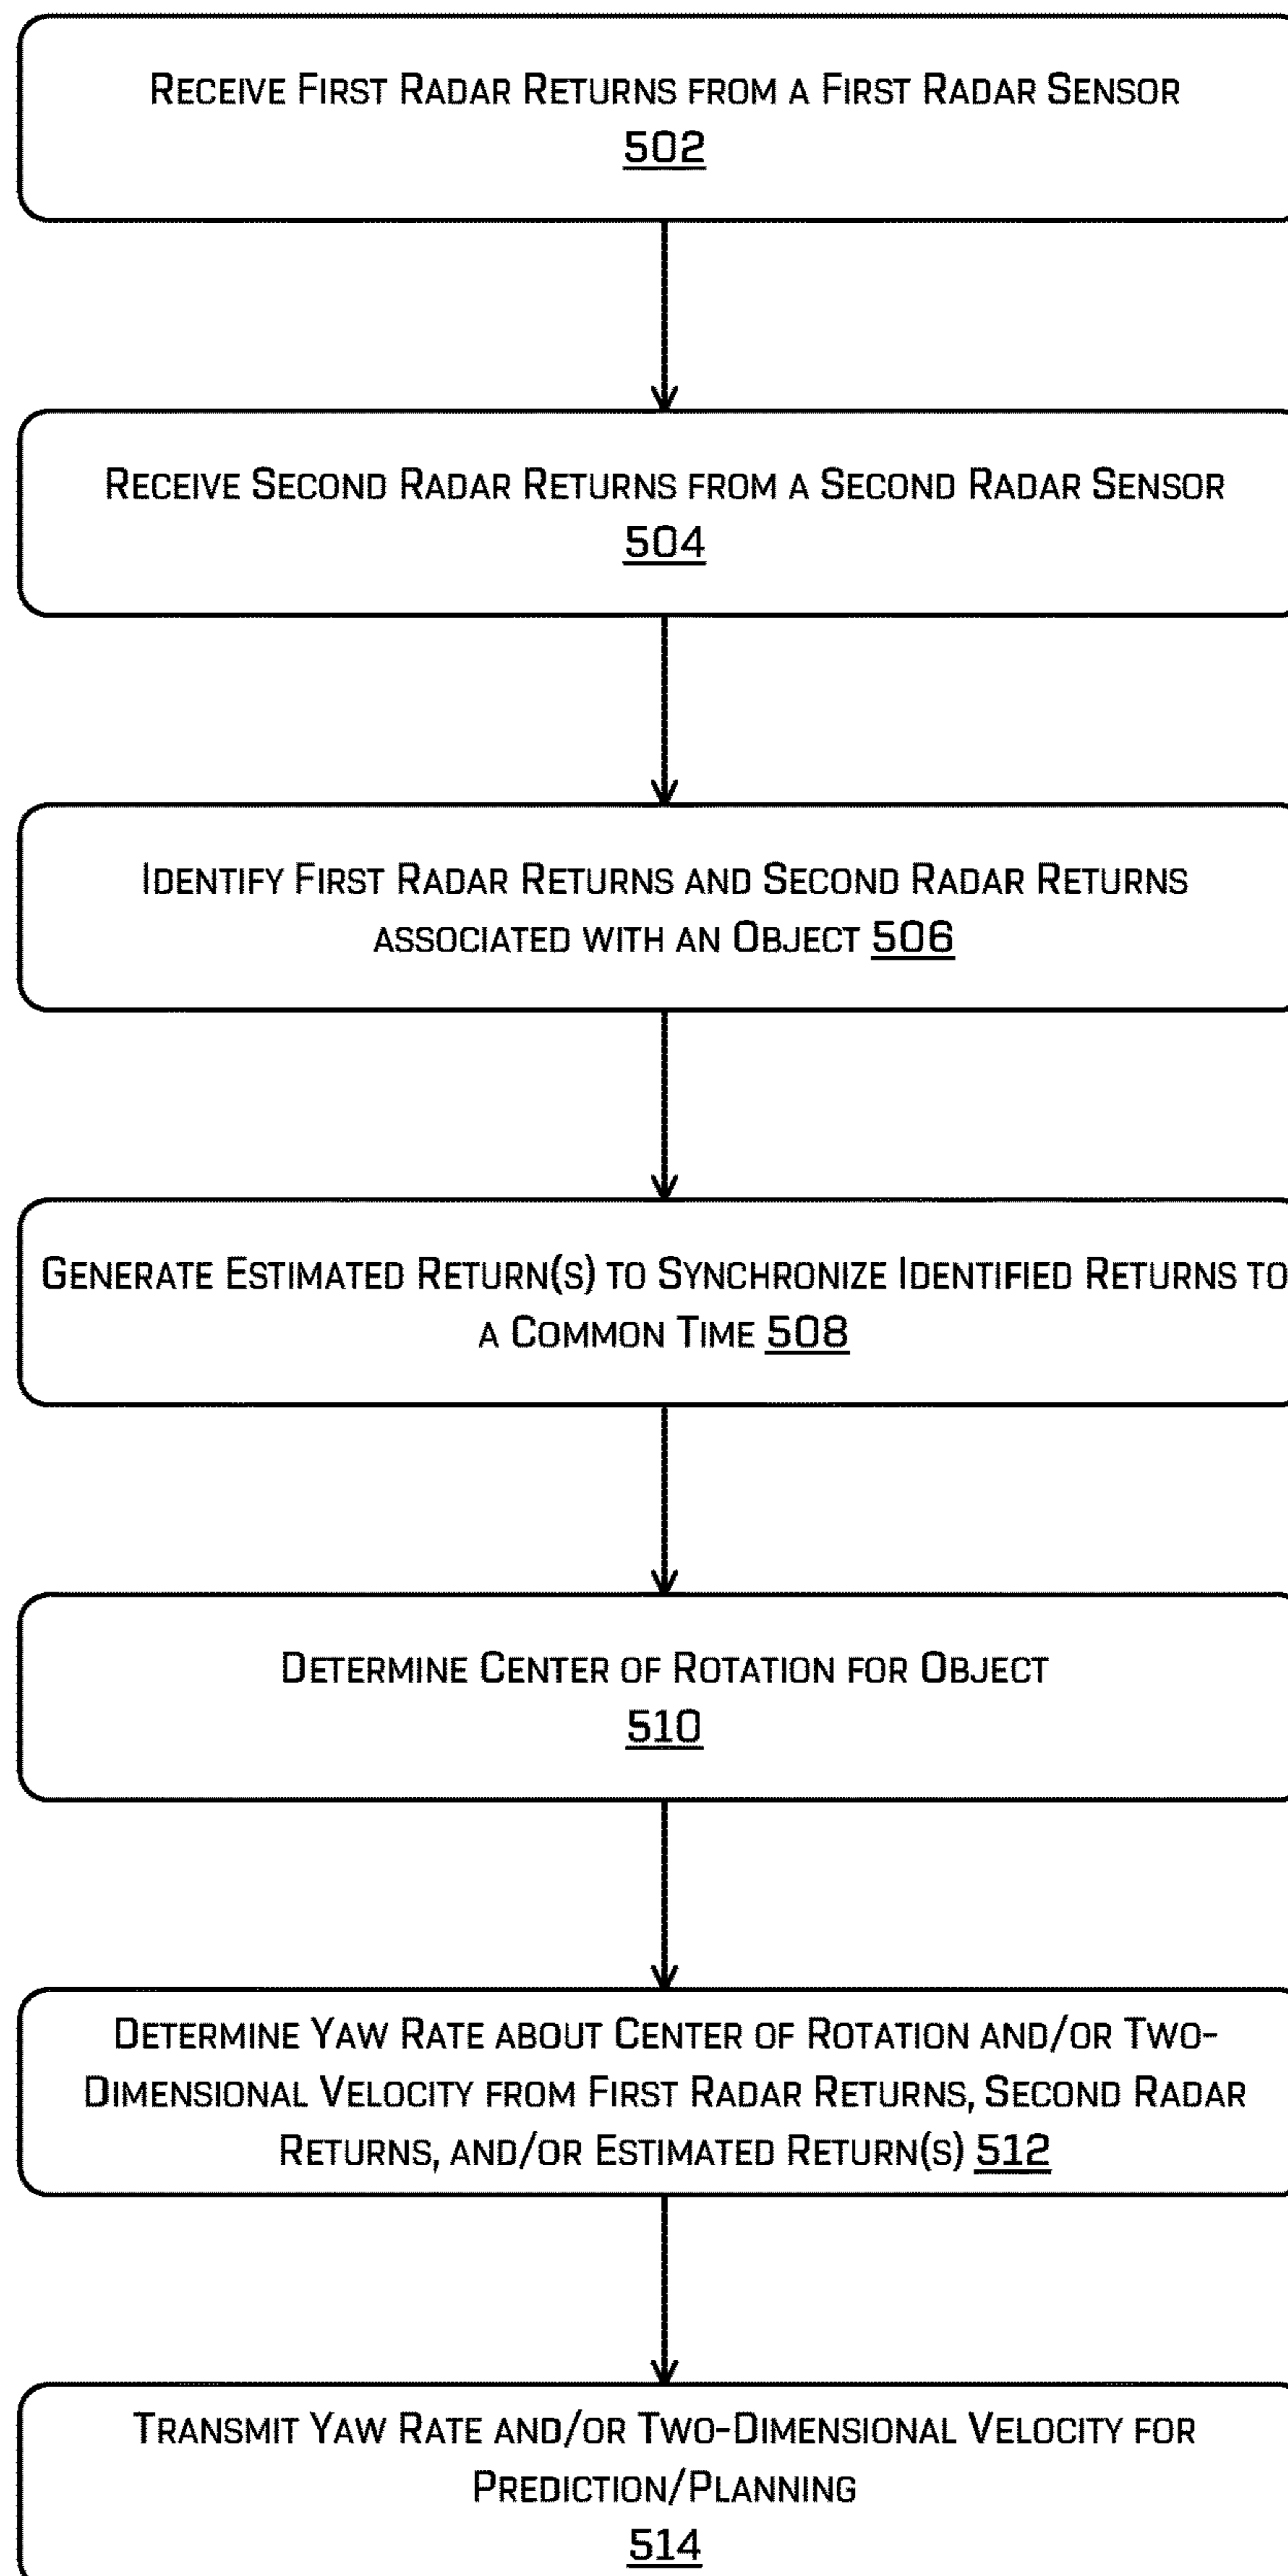 Receive First Radar Returns from a First Radar Sensor
502
Receive Second Radar Returns from a Second Radar Sensor
504
Identify First Radar Returns and Second Radar Returns
associated with an Object 506
Generate Estimated Return(s) to Synchronize Identified Returns to
a Common Time 508
Determine Center of Rotation for Object
510
Determine Yaw Rate about Center of Rotation and/or Two-
Dimensional Velocity from First Radar Returns, Second Radar
Returns, and/or Estimated Return(s) 512
Transmit Yaw Rate and/or Two-Dimensional Velocity for
Prediction/Planning
514